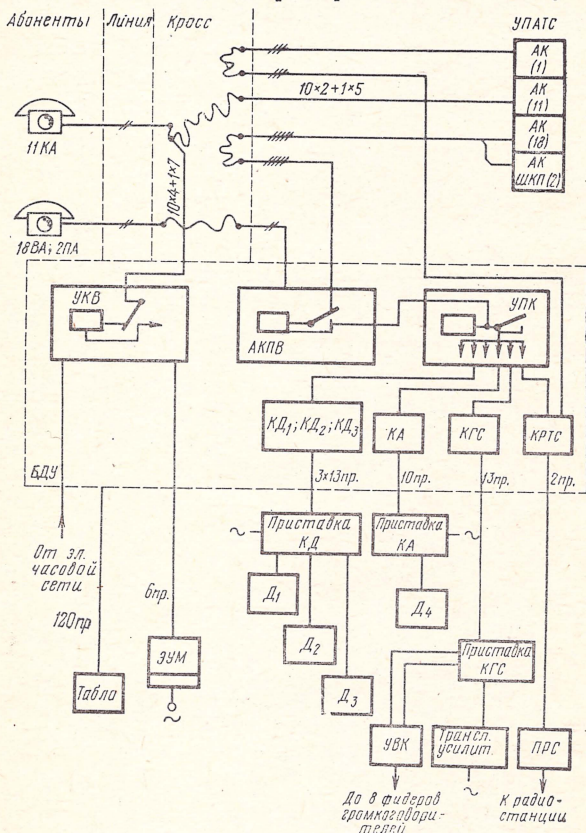 Абоненты
Линия
Кросс
УПАТС
АК
(1)
10×2+1×5
АК
(11)
АК
(18)
АК
ШКП(2)
11КА
10×4+1×7
18ВА; 2ПА
УКВ
АКПВ
УПК
КД1; КД2; КД3
КА
КГС
КРТС
БДУ
3×13пр.
10пр.
13пр.
2пр.
От эл.
часовой
сети
Приставка
КД
Приставка
КА
~
~
Д1
Д2
Д3
Д4
120пр
6пр.
Табло
ЭУМ
~
Приставка
КГС
УВК
Трансл.
усилит.
ПРС
~
До 8 фидеров
громкоговори-
телей
К радио-
станции